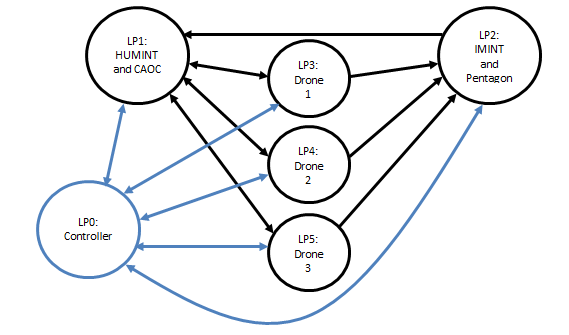 LP1:
HUMINT
and CAOC
LP2:
IMINT
and
Pentagon
LP3:
Drone
1
LP4:
Drone
2
LP0:
Controller
LP5:
Drone
3